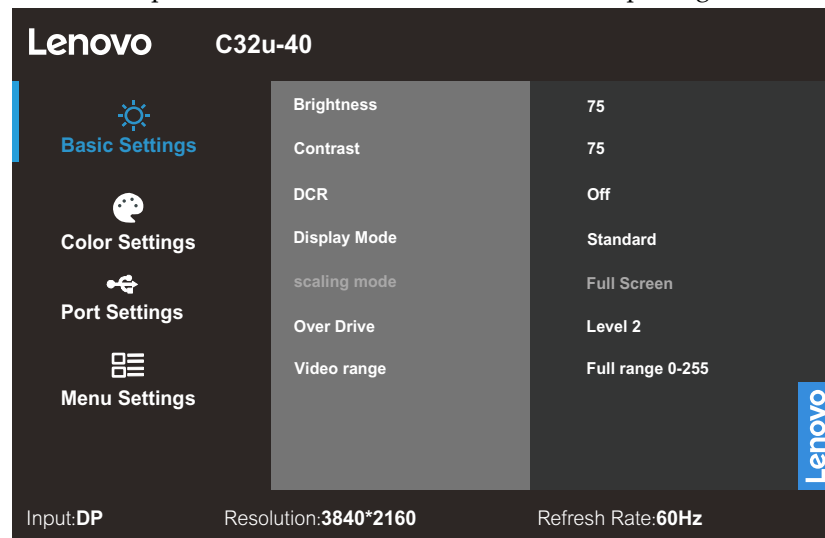 Lenovo C32u-40
Basic Settings
Color Settings
Port Settings
Menu Settings
Brightness 75
Contrast 75
DCR Off
Display Mode Standard
scaling mode Full Screen
Over Drive Level 2
Video range Full range 0-255
Lenovo
Input:DP Resolution:3840*2160 Refresh Rate:60Hz